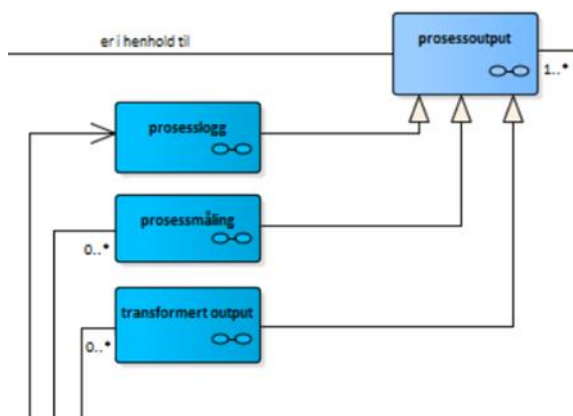 er i henhold til
prosessoutput
1..*
prosesslogg
prosessmåling
0..*
transformert output
0..*